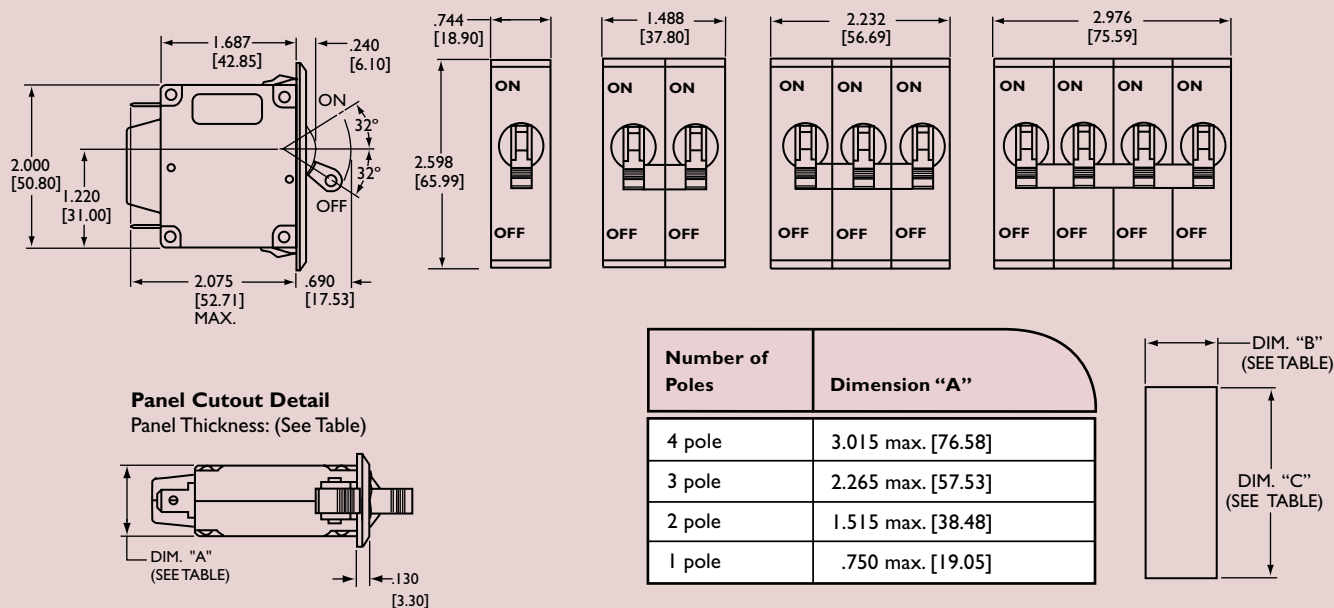 1.687
[42.85]
.240
[6.10]
ON
32°
32°
OFF
2.000
[50.80]
1.220
[31.00]
2.075
[52.71]
MAX.
.690
[17.53]
.744
[18.90]
2.598
[65.99]
ON
OFF
1.488
[37.80]
ON ON
OFF OFF
2.232
[56.69]
ON ON ON
OFF OFF OFF
2.976
[75.59]
ON ON ON ON
OFF OFF OFF OFF
Panel Cutout Detail
Panel Thickness: (See Table)
DIM. "A"
(SEE TABLE)
.130
[3.30]
Number of
Poles
Dimension “A”
4 pole 3.015 max. [76.58]
3 pole 2.265 max. [57.53]
2 pole 1.515 max. [38.48]
1 pole .750 max. [19.05]
DIM. “B”
(SEE TABLE)
DIM. “C”
(SEE TABLE)